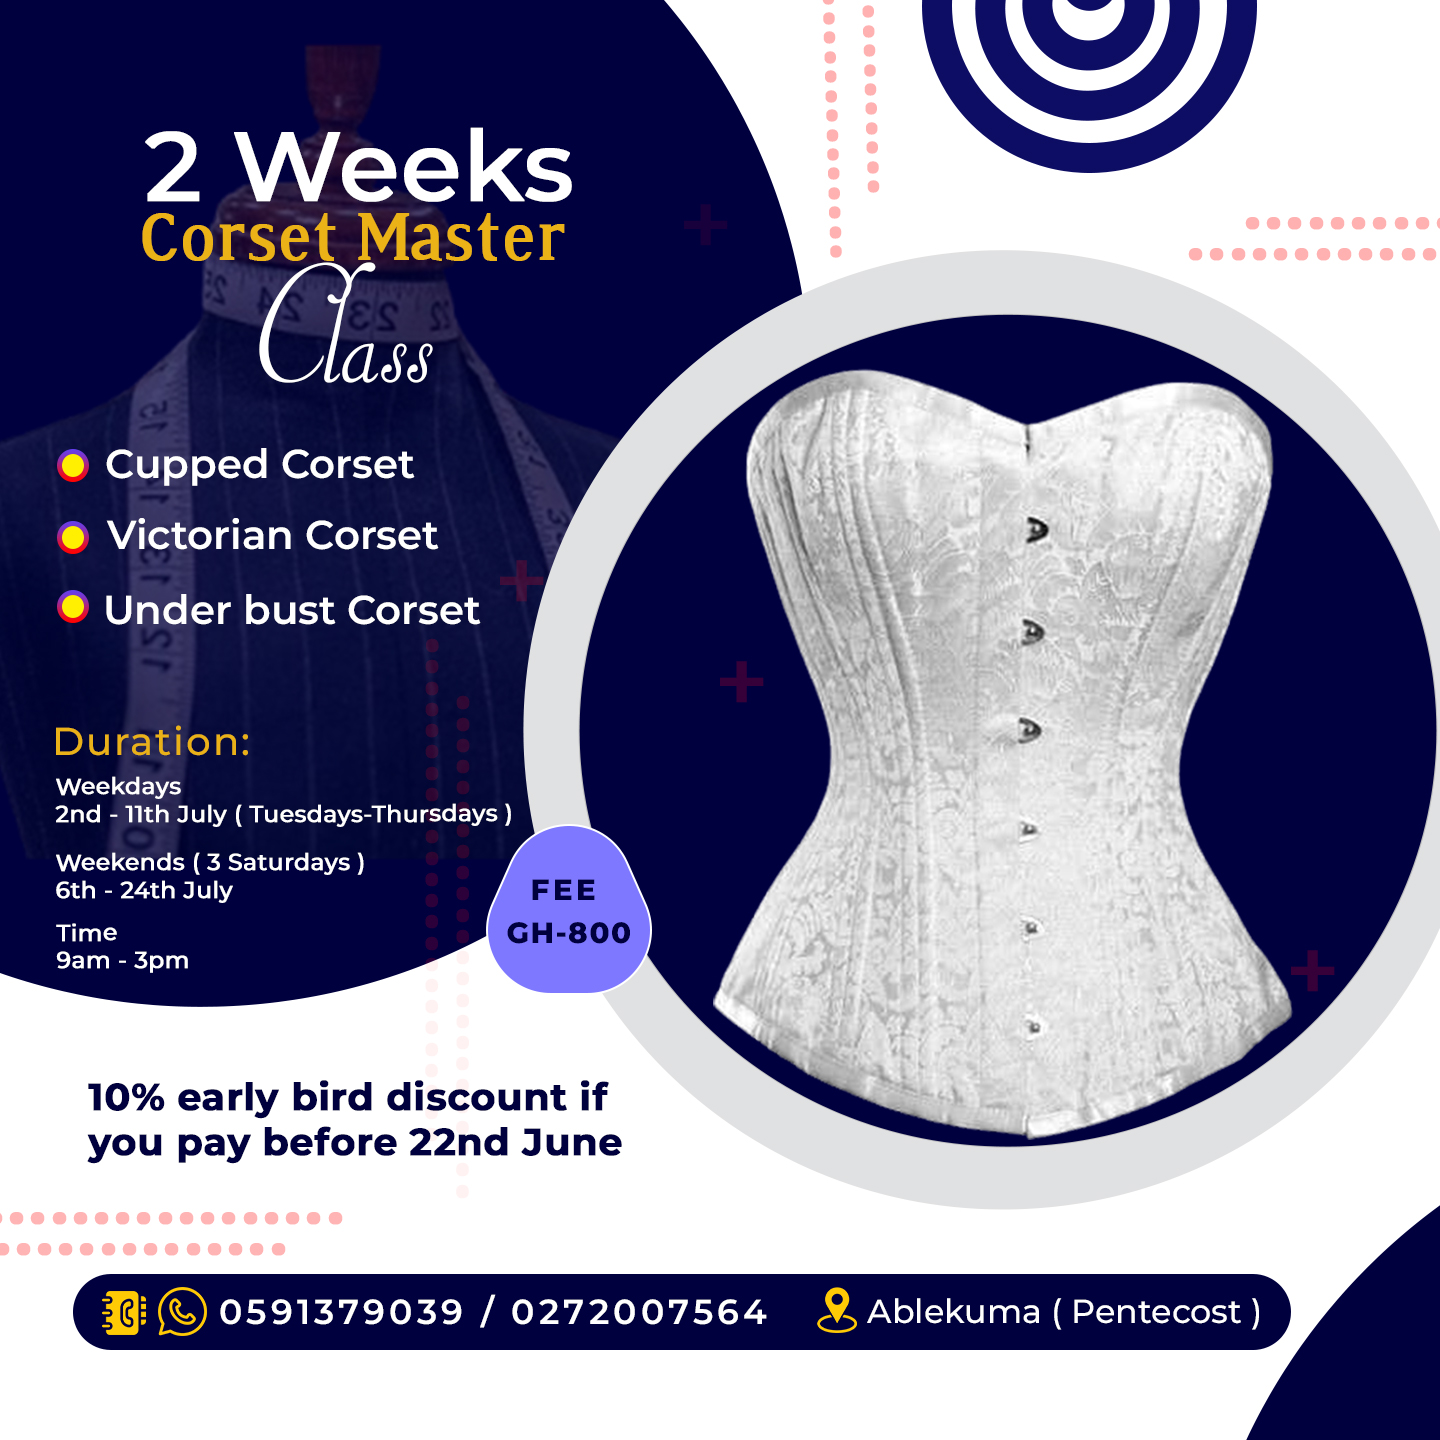 2 Weeks
Corset Master
Class
Cupped Corset
Victorian Corset
Under bust Corset
Duration:
Weekdays
2nd - 11th July ( Tuesdays-Thursdays )
Weekends ( 3 Saturdays )
6th - 24th July
Time
9am - 3pm
FEE
GH-800
10% early bird discount if
you pay before 22nd June
0591379039 / 0272007564
Ablekuma ( Pentecost )